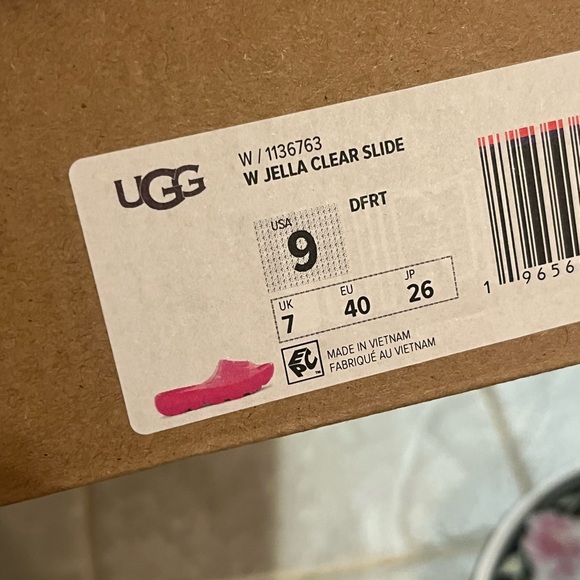 UGG
W / 1136763
W JELLA CLEAR SLIDE
DFRT
USA
9
UK EU JP
7 40 26
EPC™
MADE IN VIETNAM
FABRIQUÉ AU VIETNAM
1 9656